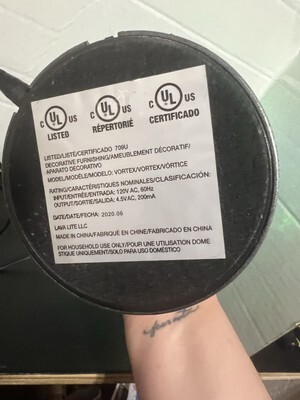 C UL US C UL US C UL US
LISTED RÉPERTORIÉ CERTIFICADO
LISTED/LISTE/CERTIFICADO 709U
DECORATIVE FURNISHING/AMEUBLEMENT DÉCORATIF/
APARATO DECORATIVO
MODEL/MODELE/MODELO: VORTEX/VORTEX/VÓRTICE
RATING/CARACTÉRISTIQUES NOMINALES/CLASIFICACIÓN:
INPUT/ENTRÉE/ENTRADA: 120V AC, 60Hz
OUTPUT/SORTIE/SALIDA: 4.5VAC, 200mA
DATE/DATE/FECHA: 2020.06
LAVA LITE LLC
MADE IN CHINA/FABRIQUÉ EN CHINE/FABRICADO EN CHINA
FOR HOUSEHOLD USE ONLY/POUR UNE UTILISATION DOME
STIQUE UNIQUEMENT/SOLO PARA USO DOMÉSTICO